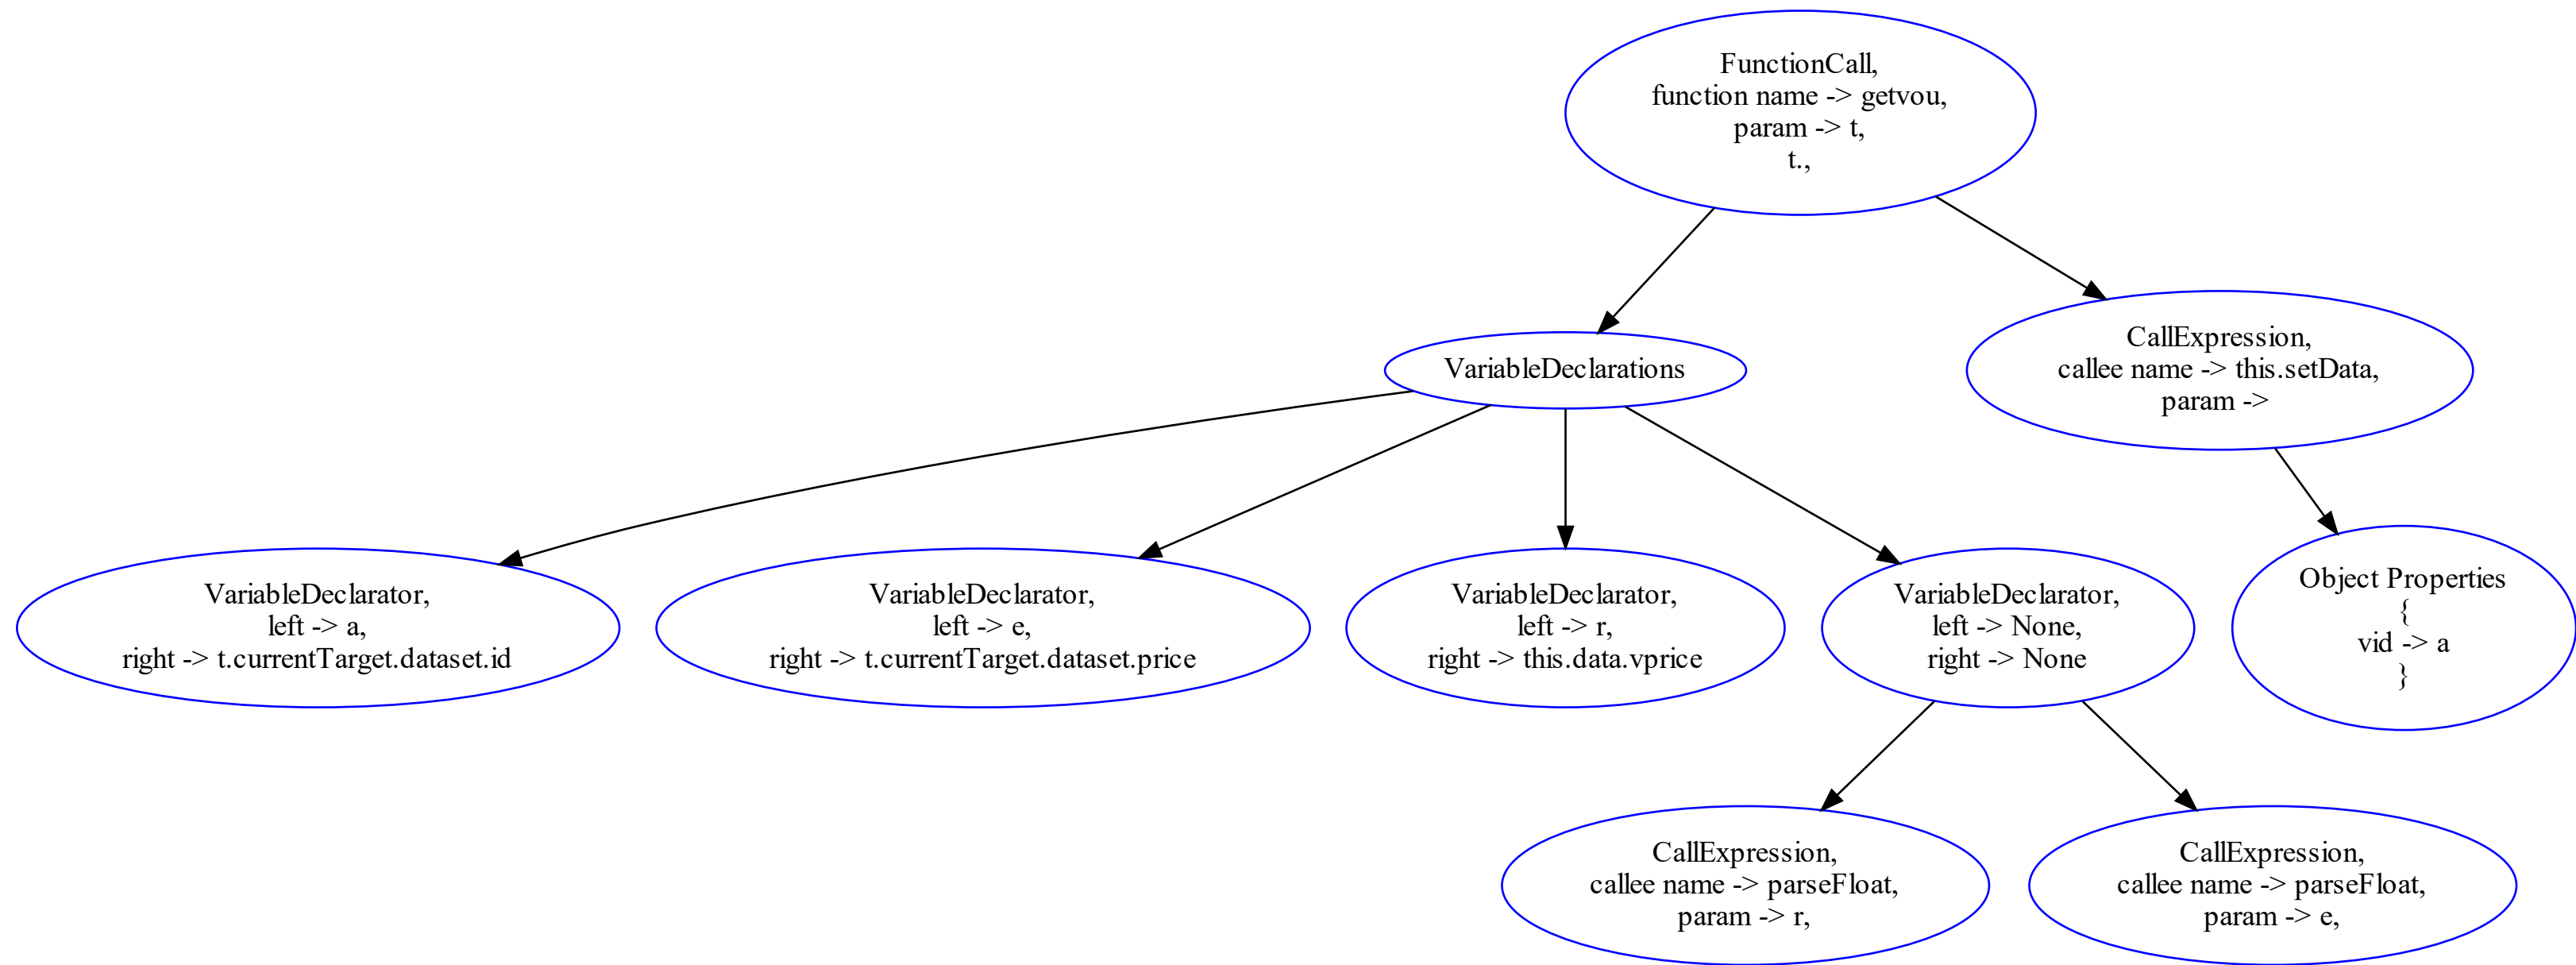 FunctionCall,
function name -> getvou,
param -> t,
t.,
VariableDeclarations
CallExpression,
callee name -> this.setData,
param ->
VariableDeclarator,
left -> a,
right -> t.currentTarget.dataset.id
VariableDeclarator,
left -> e,
right -> t.currentTarget.dataset.price
VariableDeclarator,
left -> r,
right -> this.data.vprice
VariableDeclarator,
left -> None,
right -> None
Object Properties
{
vid -> a
}
CallExpression,
callee name -> parseFloat,
param -> r,
CallExpression,
callee name -> parseFloat,
param -> e,